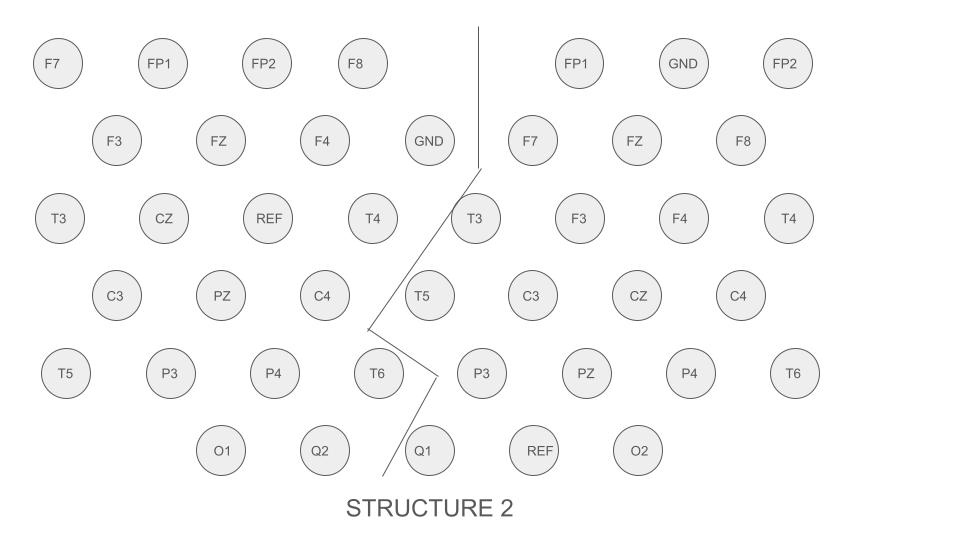 F7 FP1 FP2 F8 FP1 GND FP2
F3 FZ F4 GND F7 FZ F8
T3 CZ REF T4 T3 F3 F4 T4
C3 PZ C4 T5 C3 CZ C4
T5 P3 P4 T6 P3 PZ P4 T6
O1 Q2 Q1 REF O2
STRUCTURE 2